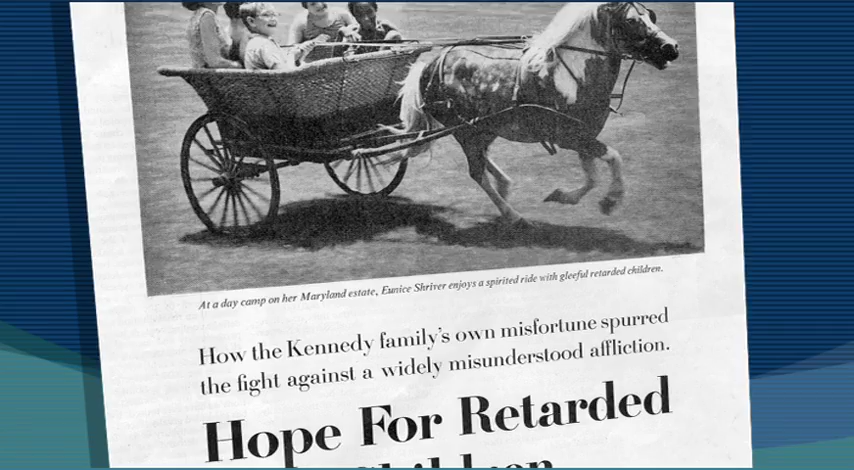 At a day camp on her Maryland estate, Eunice Shriver enjoys a spirited ride with gleeful retarded children.
How the Kennedy family's own misfortune spurred
the fight against a widely misunderstood affliction.
Hope For Retarded
Children